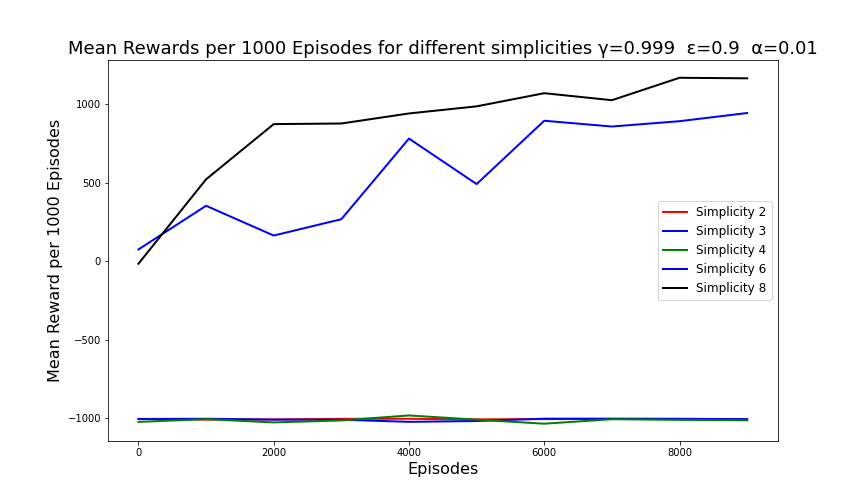 Mean Rewards per 1000 Episodes for different simplicities γ=0.999  ε=0.9  α=0.01
Mean Reward per 1000 Episodes
1000
500
0
−500
−1000
Simplicity 2
Simplicity 3
Simplicity 4
Simplicity 6
Simplicity 8
0
2000
4000
6000
8000
Episodes